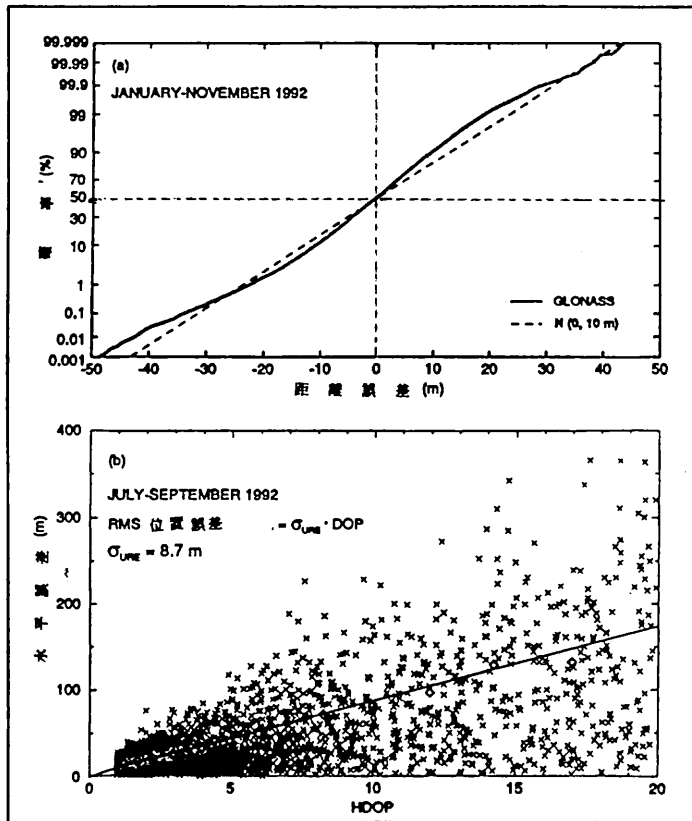 99.999
99.99
99.9
99
90
70
50
30
10
1
0.1
0.01
0.001
(%)
(a)
JANUARY-NOVEMBER 1992
GLONASS
N (0, 10 m)
-50 -40 -30 -20 -10 0 10 20 30 40 50
距離誤差 (m)
400
300
200
100
0
水平誤差 (m)
(b)
JULY-SEPTEMBER 1992
RMS 位置誤差 = σURE · DOP
σURE = 8.7 m
0 5 10 15 20
HDOP